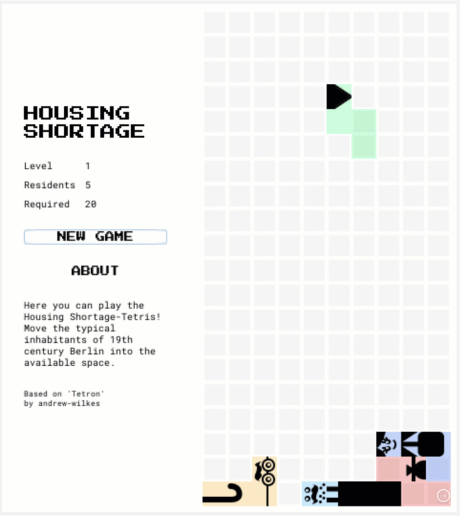 HOUSING
SHORTAGE
Level 1
Residents 5
Required 20
NEW GAME
ABOUT
Here you can play the
Housing Shortage-Tetris!
Move the typical
inhabitants of 19th
century Berlin into the
available space.
Based on 'Tetron'
by andrew-wilkes